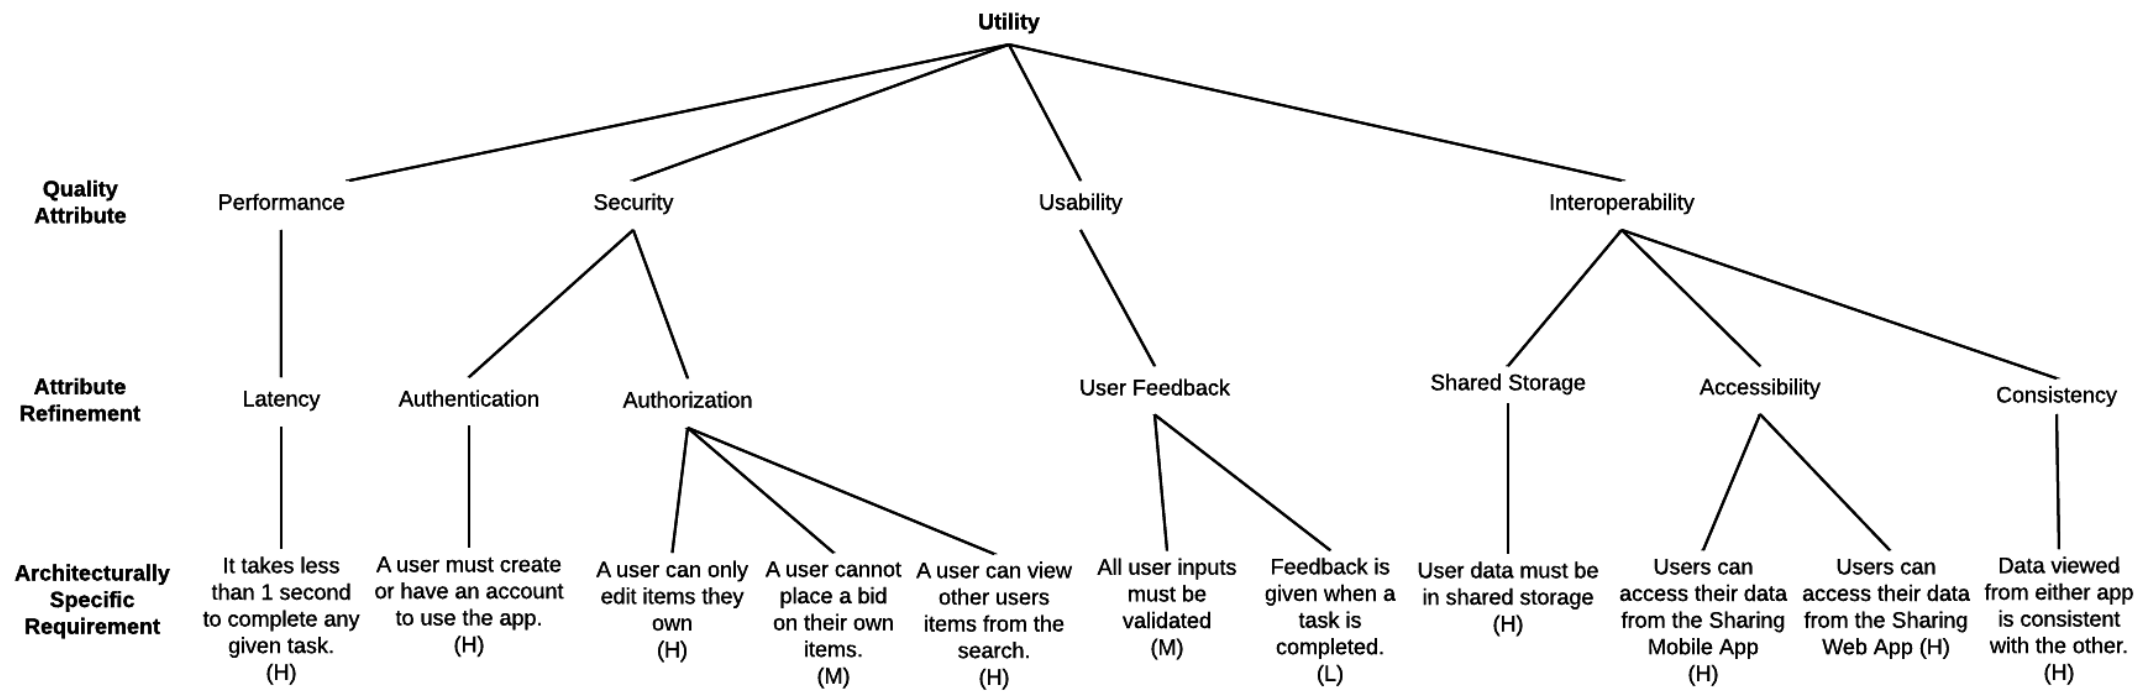 Utility
Quality
Attribute
Performance
Security
Usability
Interoperability
Attribute
Refinement
Latency
Authentication
Authorization
User Feedback
Shared Storage
Accessibility
Consistency
Architecturally
Specific
Requirement
It takes less
than 1 second
to complete any
given task.
(H)
A user must create
or have an account
to use the app.
(H)
A user can only
edit items they
own
(H)
A user cannot
place a bid
on their own
items.
(M)
A user can view
other users
items from the
search.
(H)
All user inputs
must be
validated
(M)
Feedback is
given when a
task is
completed.
(L)
User data must be
in shared storage
(H)
Users can
access their data
from the Sharing
Mobile App
(H)
Users can
access their data
from the Sharing
Web App (H)
Data viewed
from either app
is consistent
with the other.
(H)